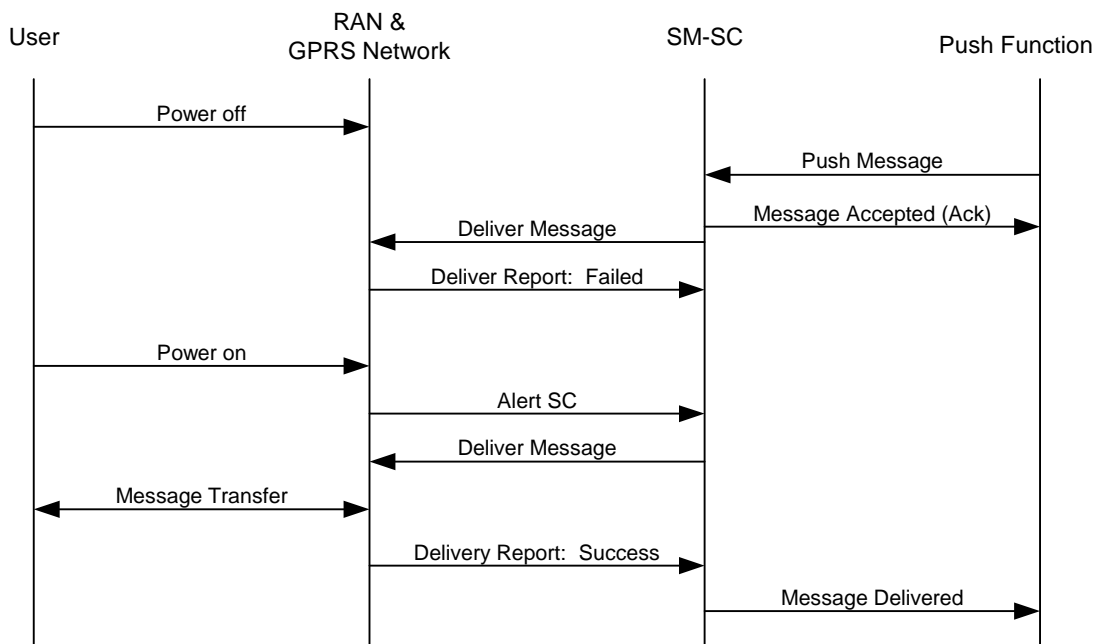 User
RAN &
GPRS Network
SM-SC
Push Function
Power off
Push Message
Message Accepted (Ack)
Deliver Message
Deliver Report:  Failed
Power on
Alert SC
Deliver Message
Message Transfer
Delivery Report:  Success
Message Delivered